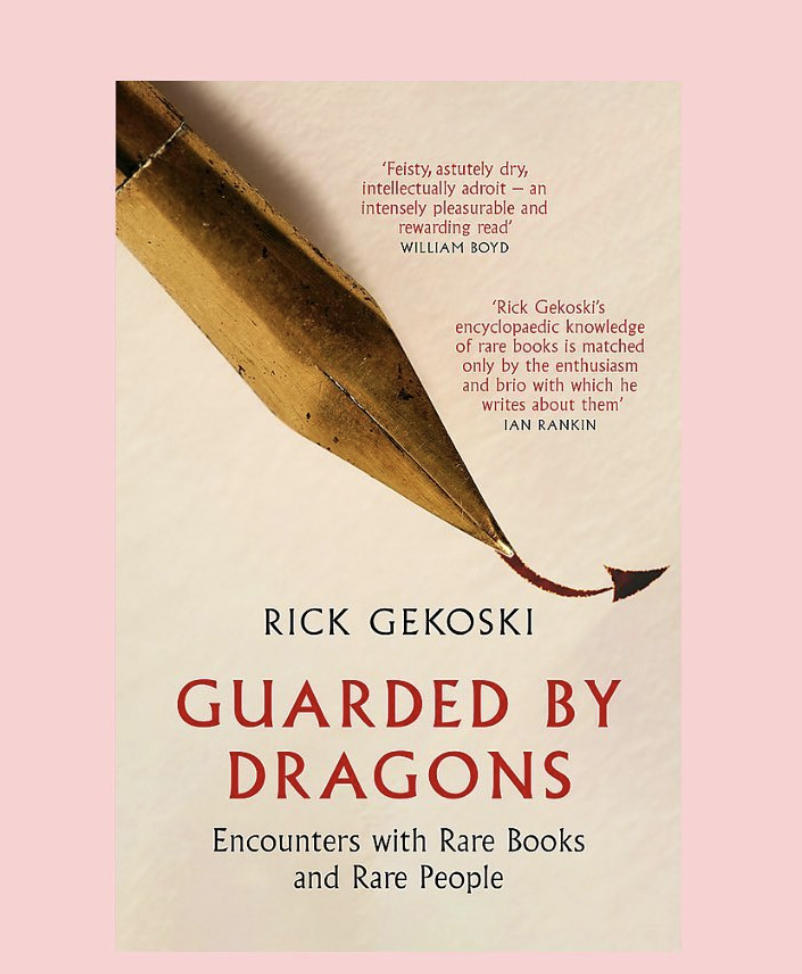 ‘Feisty, astutely dry,
intellectually adroit – an
intensely pleasurable and
rewarding read’
WILLIAM BOYD
‘Rick Gekoski’s
encyclopaedic knowledge
of rare books is matched
only by the enthusiasm
and brio with which he
writes about them’
IAN RANKIN
RICK GEKOSKI
GUARDED BY
DRAGONS
Encounters with Rare Books
and Rare People